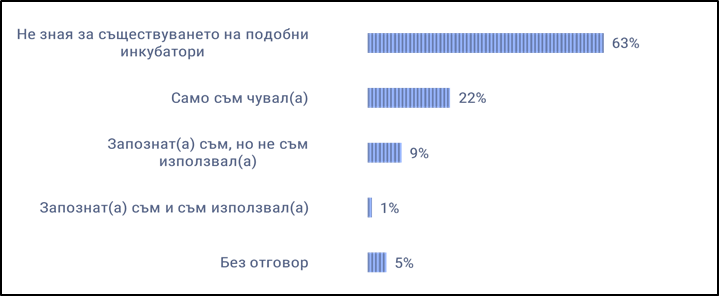 Не зная за съществуването на подобни
инкубатори
63%
Само съм чувал(а)
22%
Запознат(а) съм, но не съм
използвал(а)
9%
Запознат(а) съм и съм използвал(а)
1%
Без отговор
5%